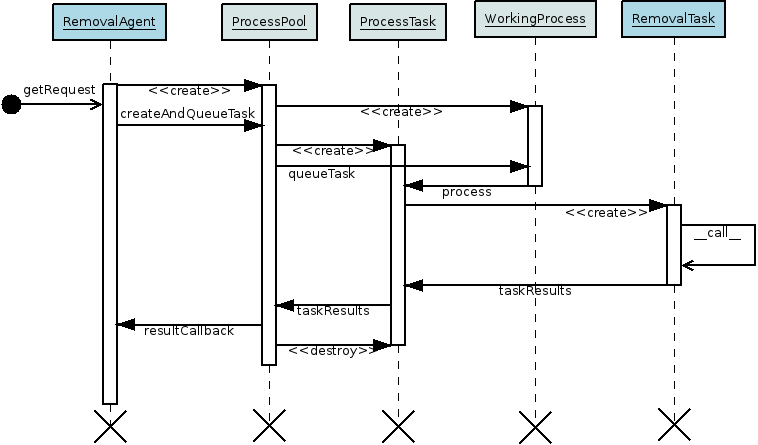 RemovalAgent
ProcessPool
ProcessTask
WorkingProcess
RemovalTask
getRequest
<<create>>
<<create>>
createAndQueueTask
<<create>>
queueTask
process
<<create>>
__call__
taskResults
taskResults
resultCallback
<<destroy>>